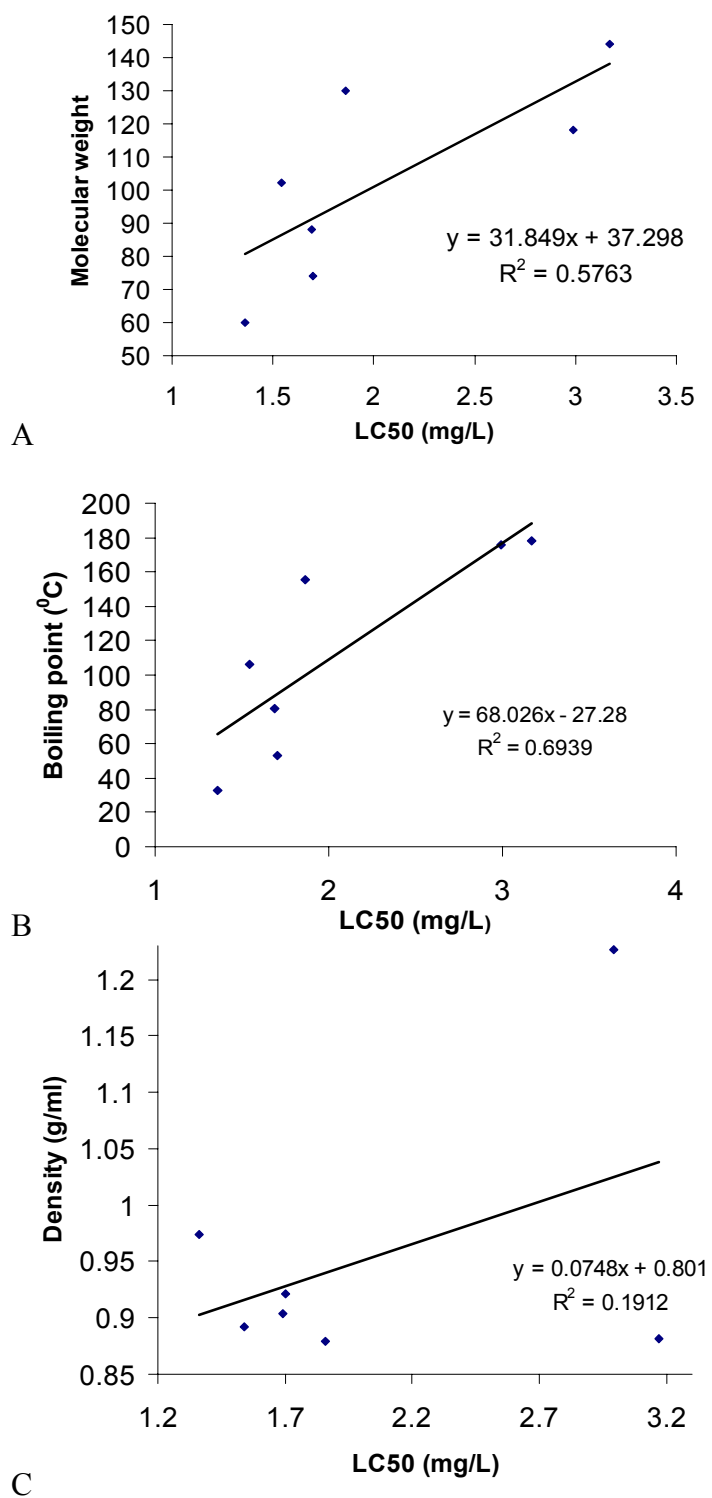 150
140
130
120
110
100
90
80
70
60
50
Molecular weight
y = 31.849x + 37.298
R² = 0.5763
1 1.5 2 2.5 3 3.5
LC50 (mg/L)
A
200
180
160
140
120
100
80
60
40
20
0
Boiling point (⁰C)
y = 68.026x - 27.28
R² = 0.6939
1 2 3 4
LC50 (mg/L)
B
1.2
1.15
1.1
1.05
1
0.95
0.9
0.85
Density (g/ml)
y = 0.0748x + 0.801
R² = 0.1912
1.2 1.7 2.2 2.7 3.2
LC50 (mg/L)
C